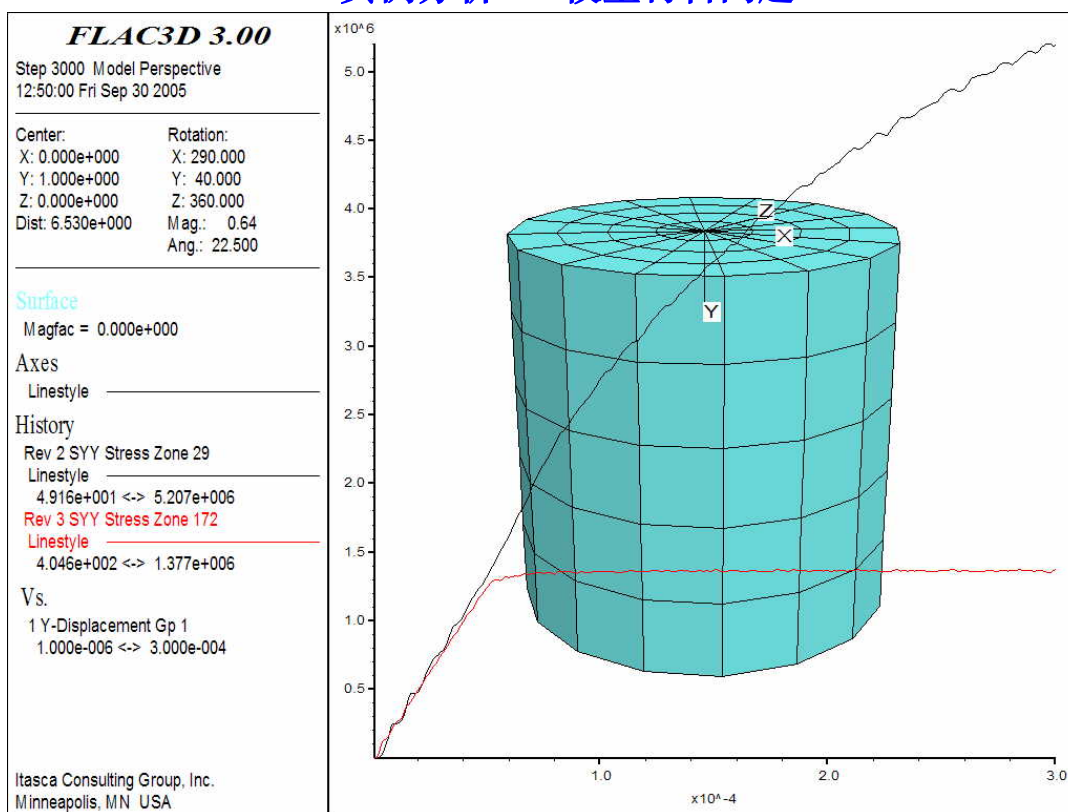 FLAC3D 3.00
Step 3000 Model Perspective
12:50:00 Fri Sep 30 2005
Center:
X: 0.000e+000
Y: 1.000e+000
Z: 0.000e+000
Dist: 6.530e+000
Rotation:
X: 290.000
Y: 40.000
Z: 360.000
Mag.: 0.64
Ang.: 22.500
Surface
Magfac = 0.000e+000
Axes
Linestyle
History
Rev 2 SYY Stress Zone 29
Linestyle
4.916e+001 <-> 5.207e+006
Rev 3 SYY Stress Zone 172
Linestyle
4.046e+002 <-> 1.377e+006
Vs.
1 Y-Displacement Gp 1
1.000e-006 <-> 3.000e-004
Itasca Consulting Group, Inc.
Minneapolis, MN USA
x10^6
5.0
4.5
4.0
3.5
3.0
2.5
2.0
1.5
1.0
0.5
Z
X
Y
1.0
2.0
3.0
x10^-4